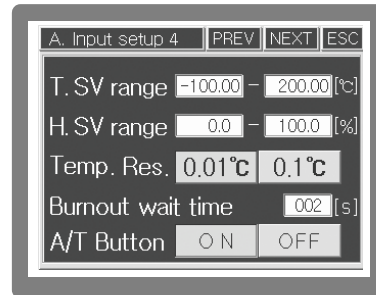 A. Input setup 4 PREV NEXT ESC
T. SV range -100.00 - 200.00 [℃]
H. SV range 0.0 - 100.0 [%]
Temp. Res. 0.01℃ 0.1℃
Burnout wait time 002 [s]
A/T Button ON OFF